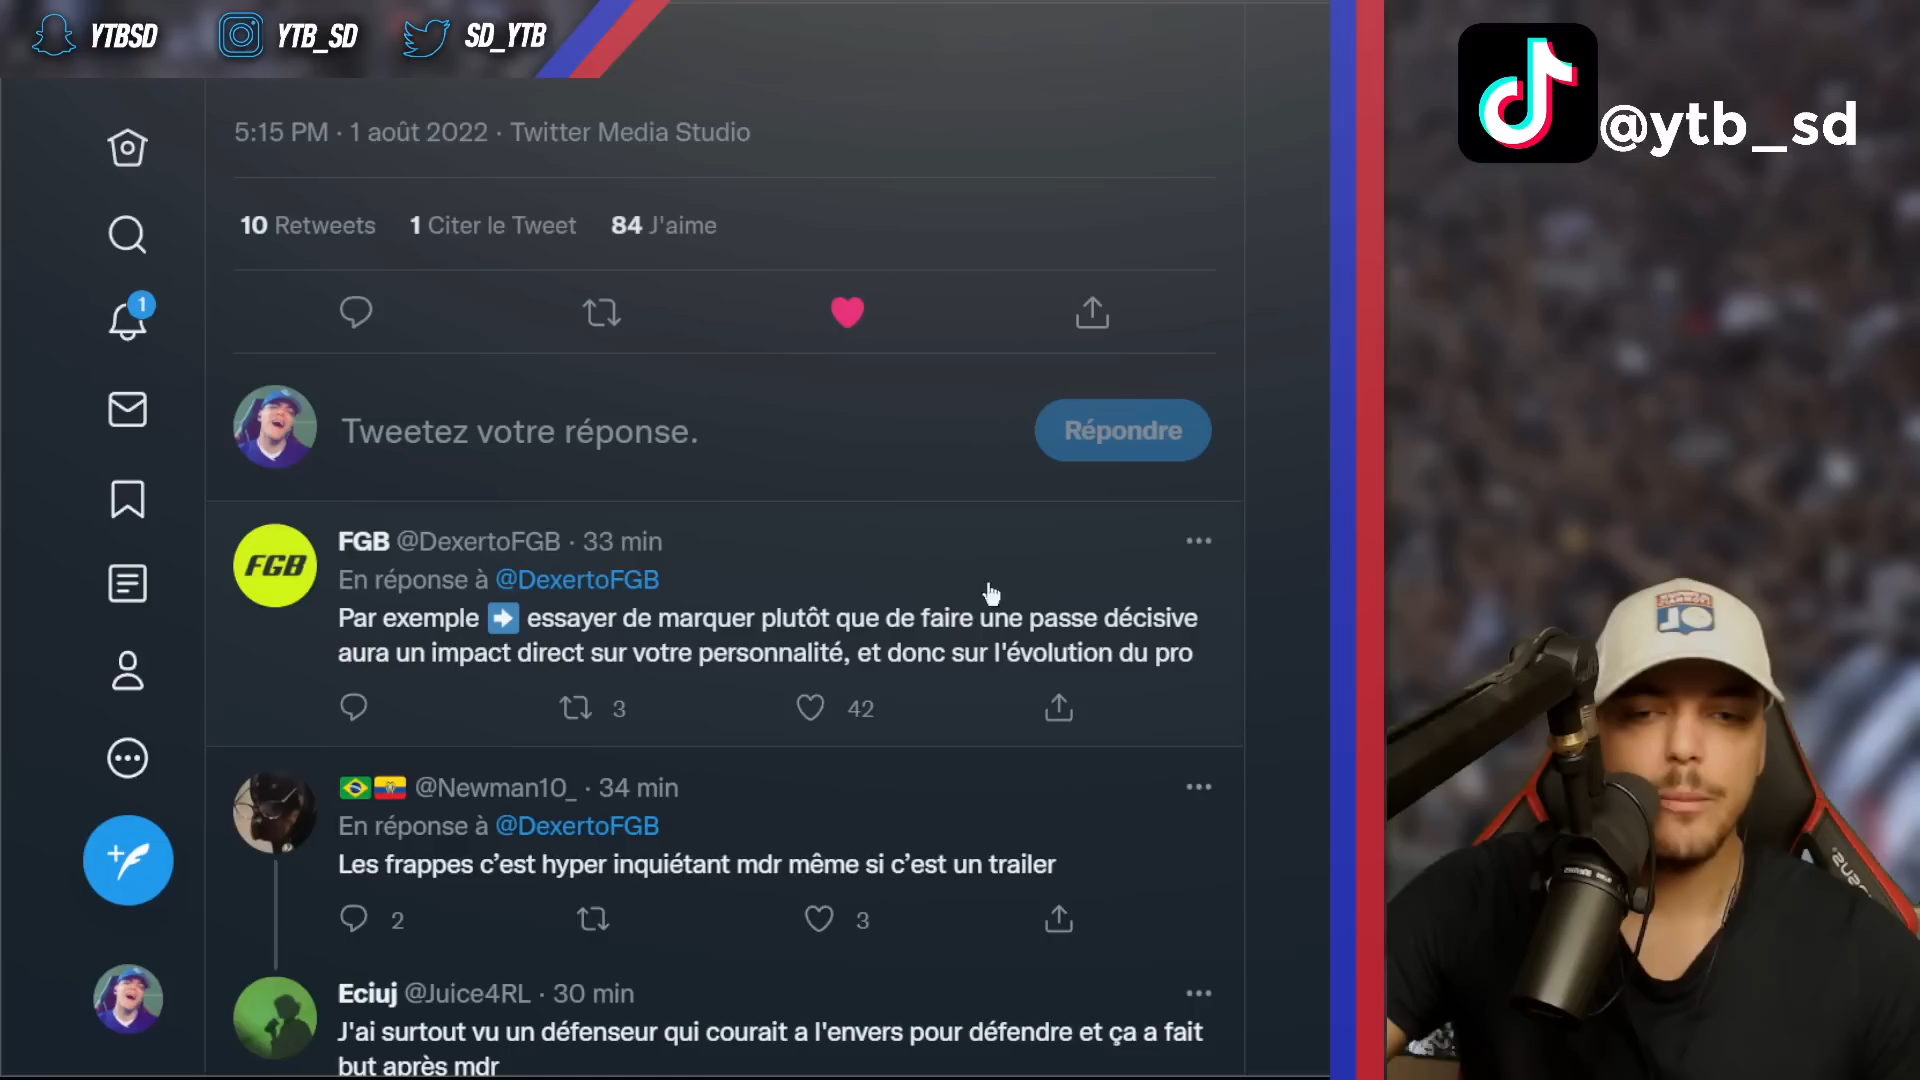 YTBSD
YTB_SD
SD_YTB
@ytb_sd
5:15 PM · 1 août 2022 · Twitter Media Studio
10 Retweets 1 Citer le Tweet 84 J'aime
1
Tweetez votre réponse.
Répondre
FGB
FGB @DexertoFGB · 33 min
En réponse à @DexertoFGB
Par exemple ➡ essayer de marquer plutôt que de faire une passe décisive
aura un impact direct sur votre personnalité, et donc sur l'évolution du pro
3 42
@Newman10_ · 34 min
En réponse à @DexertoFGB
Les frappes c’est hyper inquiétant mdr même si c’est un trailer
2 3
Eciuj @Juice4RL · 30 min
J'ai surtout vu un défenseur qui courait a l'envers pour défendre et ça a fait
but après mdr